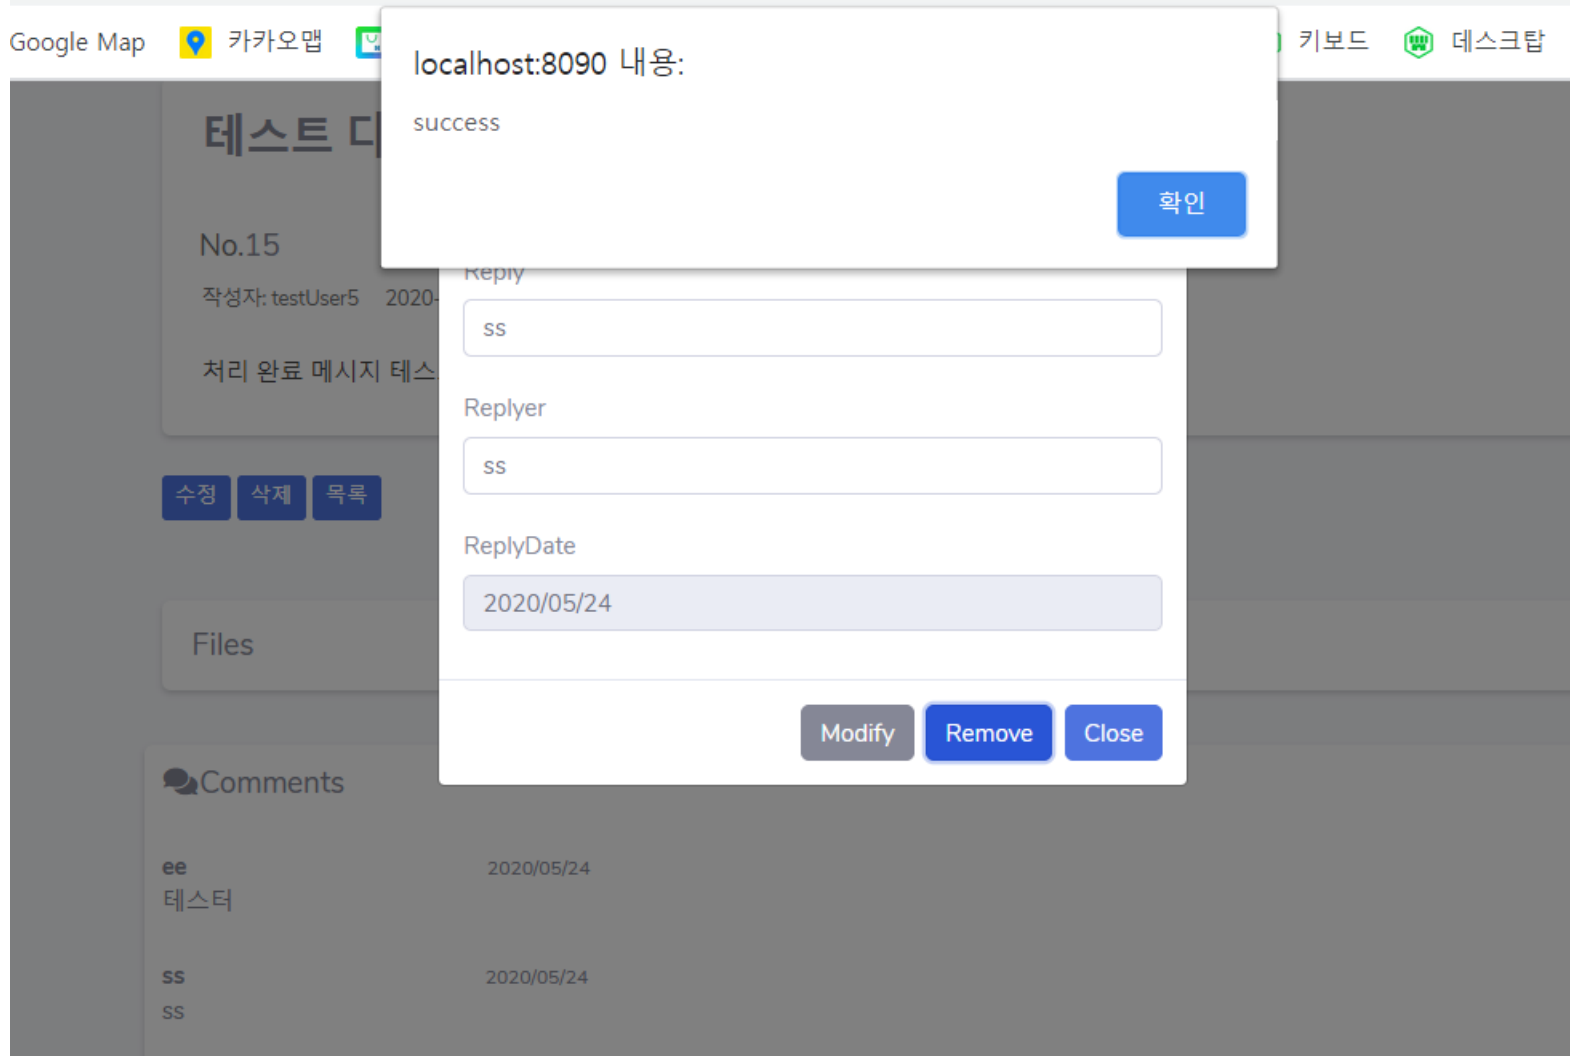 Google Map 카카오맵 키보드 데스크탑
localhost:8090 내용:
success
확인
테스트
No.15
작성자: testUser5 2020-
처리 완료 메시지 테스
수정 삭제 목록
Reply
ss
Replyer
ss
ReplyDate
2020/05/24
Modify Remove Close
Files
Comments
ee 2020/05/24
테스터
ss 2020/05/24
ss